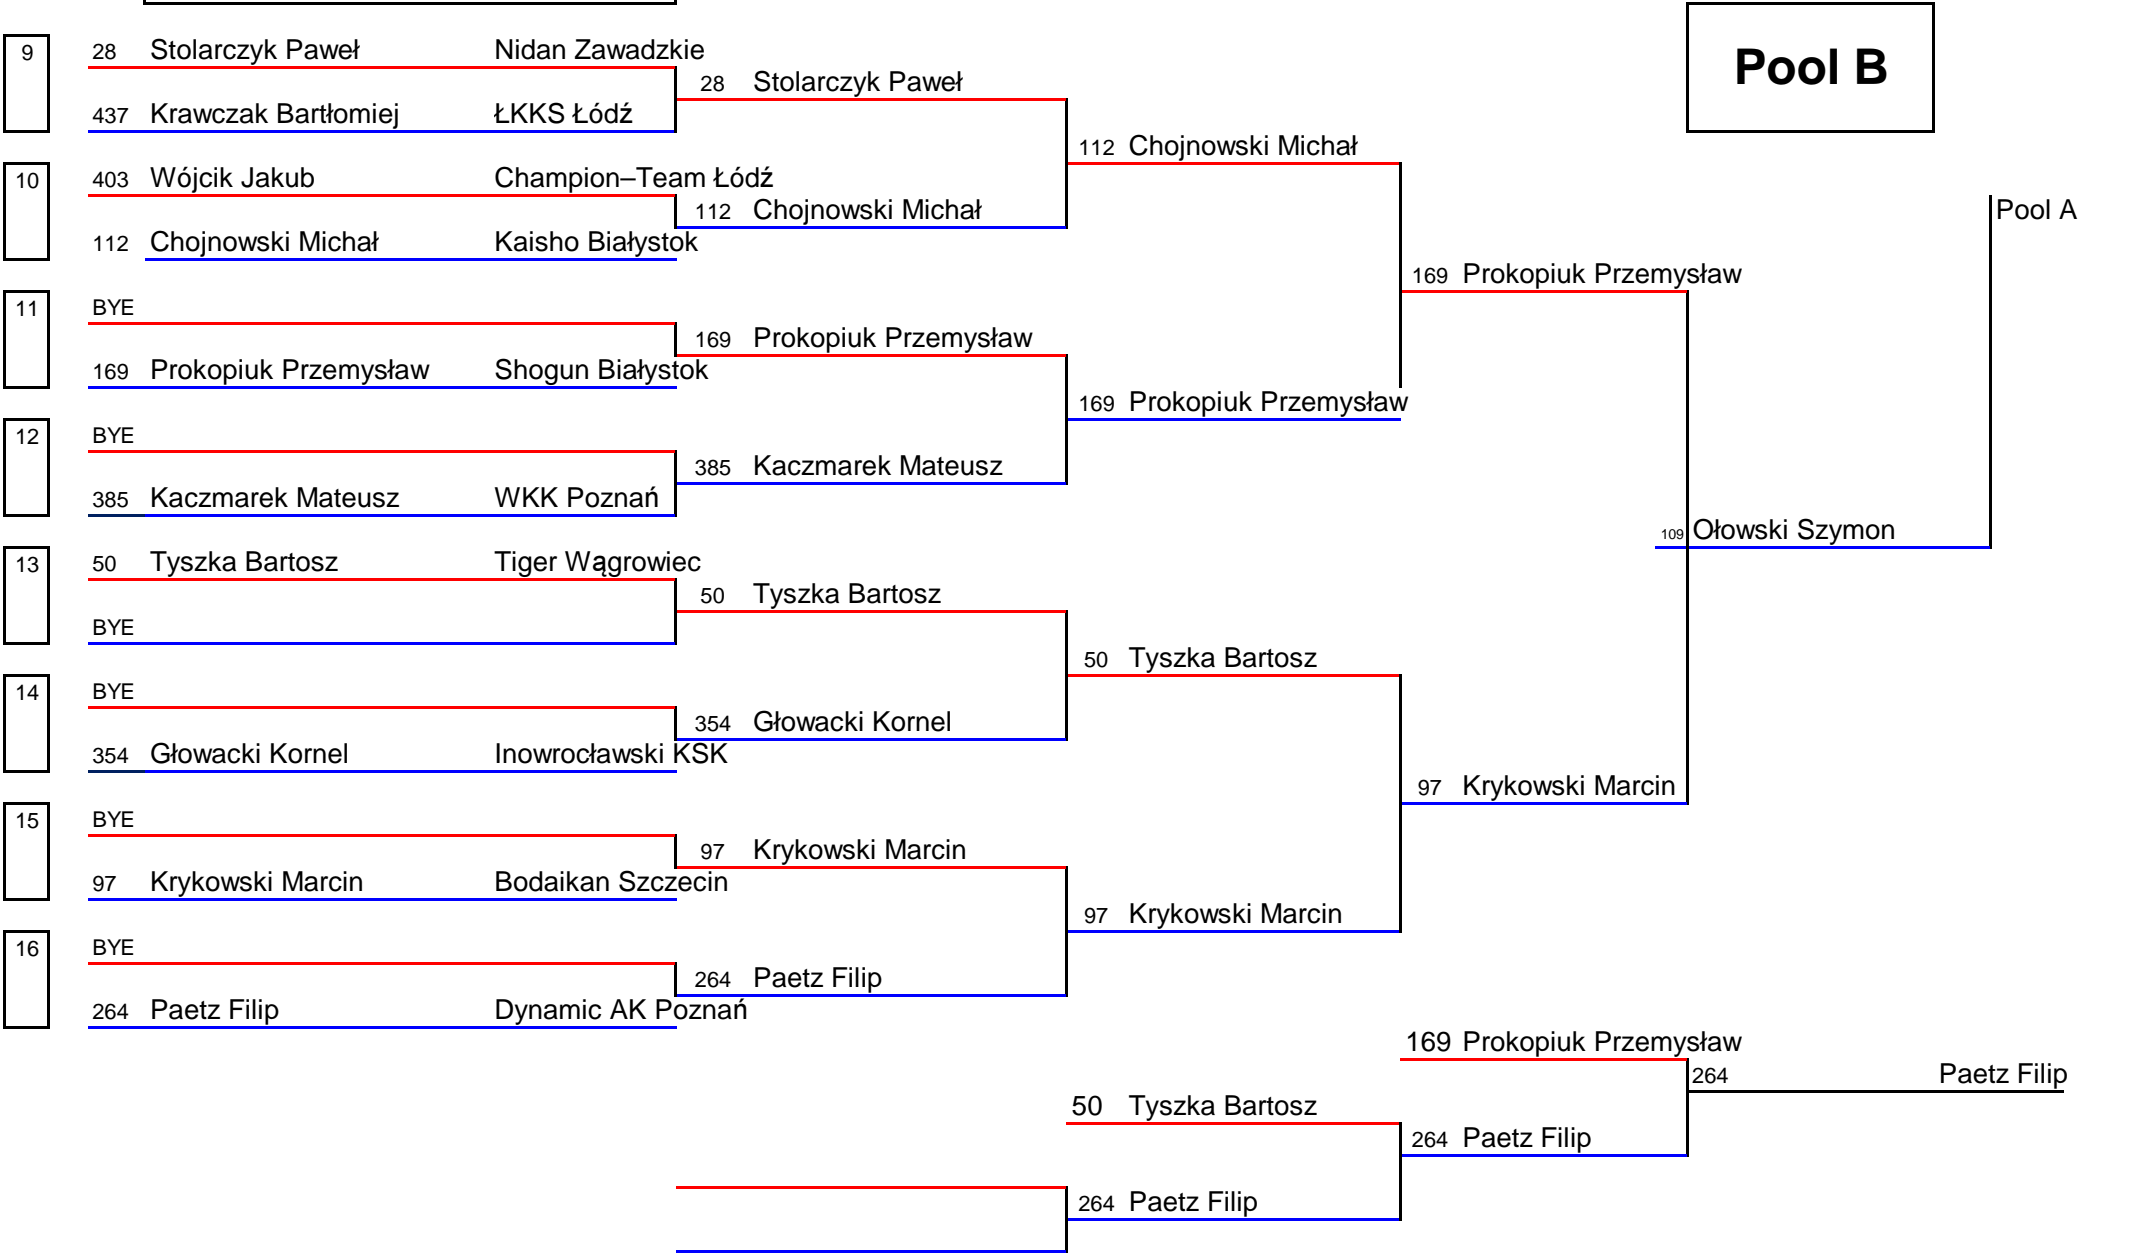 Pool B
9 28 Stolarczyk Paweł Nidan Zawadzkie
28 Stolarczyk Paweł
437 Krawczak Bartłomiej ŁKKS Łódź
112 Chojnowski Michał
10 403 Wójcik Jakub Champion–Team Łódź
112 Chojnowski Michał Pool A
112 Chojnowski Michał Kaisho Białystok
169 Prokopiuk Przemysław
11 BYE
169 Prokopiuk Przemysław
169 Prokopiuk Przemysław Shogun Białystok
169 Prokopiuk Przemysław
12 BYE
385 Kaczmarek Mateusz
385 Kaczmarek Mateusz WKK Poznań
109 Ołowski Szymon
13 50 Tyszka Bartosz Tiger Wągrowiec
50 Tyszka Bartosz
BYE
50 Tyszka Bartosz
14 BYE
354 Głowacki Kornel
354 Głowacki Kornel Inowrocławski KSK
97 Krykowski Marcin
15 BYE
97 Krykowski Marcin
97 Krykowski Marcin Bodaikan Szczecin
97 Krykowski Marcin
16 BYE
264 Paetz Filip
264 Paetz Filip Dynamic AK Poznań
169 Prokopiuk Przemysław
264 Paetz Filip
50 Tyszka Bartosz
264 Paetz Filip
264 Paetz Filip